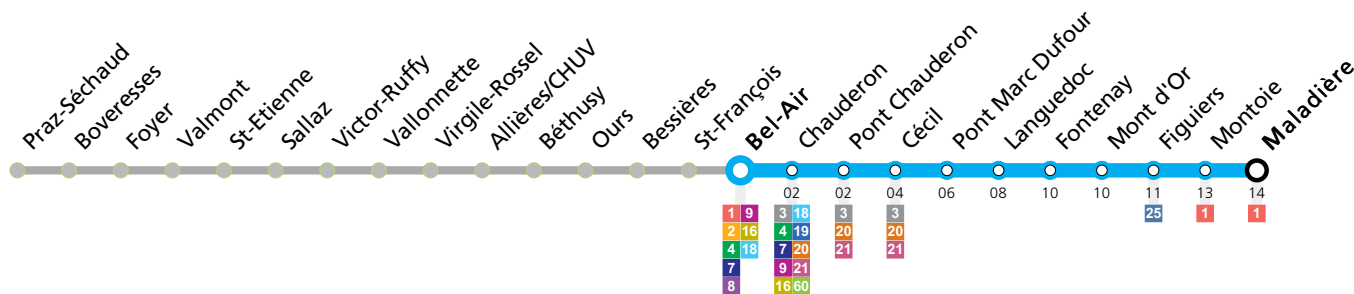 Praz-Séchaud
Boveresses
Foyer
Valmont
St-Etienne
Sallaz
Victor-Ruffy
Vallonnette
Virgile-Rossel
Allières/CHUV
Béthusy
Ours
Bessières
St-François
Bel-Air
Chauderon
Pont Chauderon
Cécil
Pont Marc Dufour
Languedoc
Fontenay
Mont d'Or
Figuiers
Montoie
Maladière
02 02 04 06 08 10 10 11 13 14
1 9 3 18 3 3 25 1 1
2 16 4 19 20 20
4 18 7 20 21 21
7 9 21
8 16 60